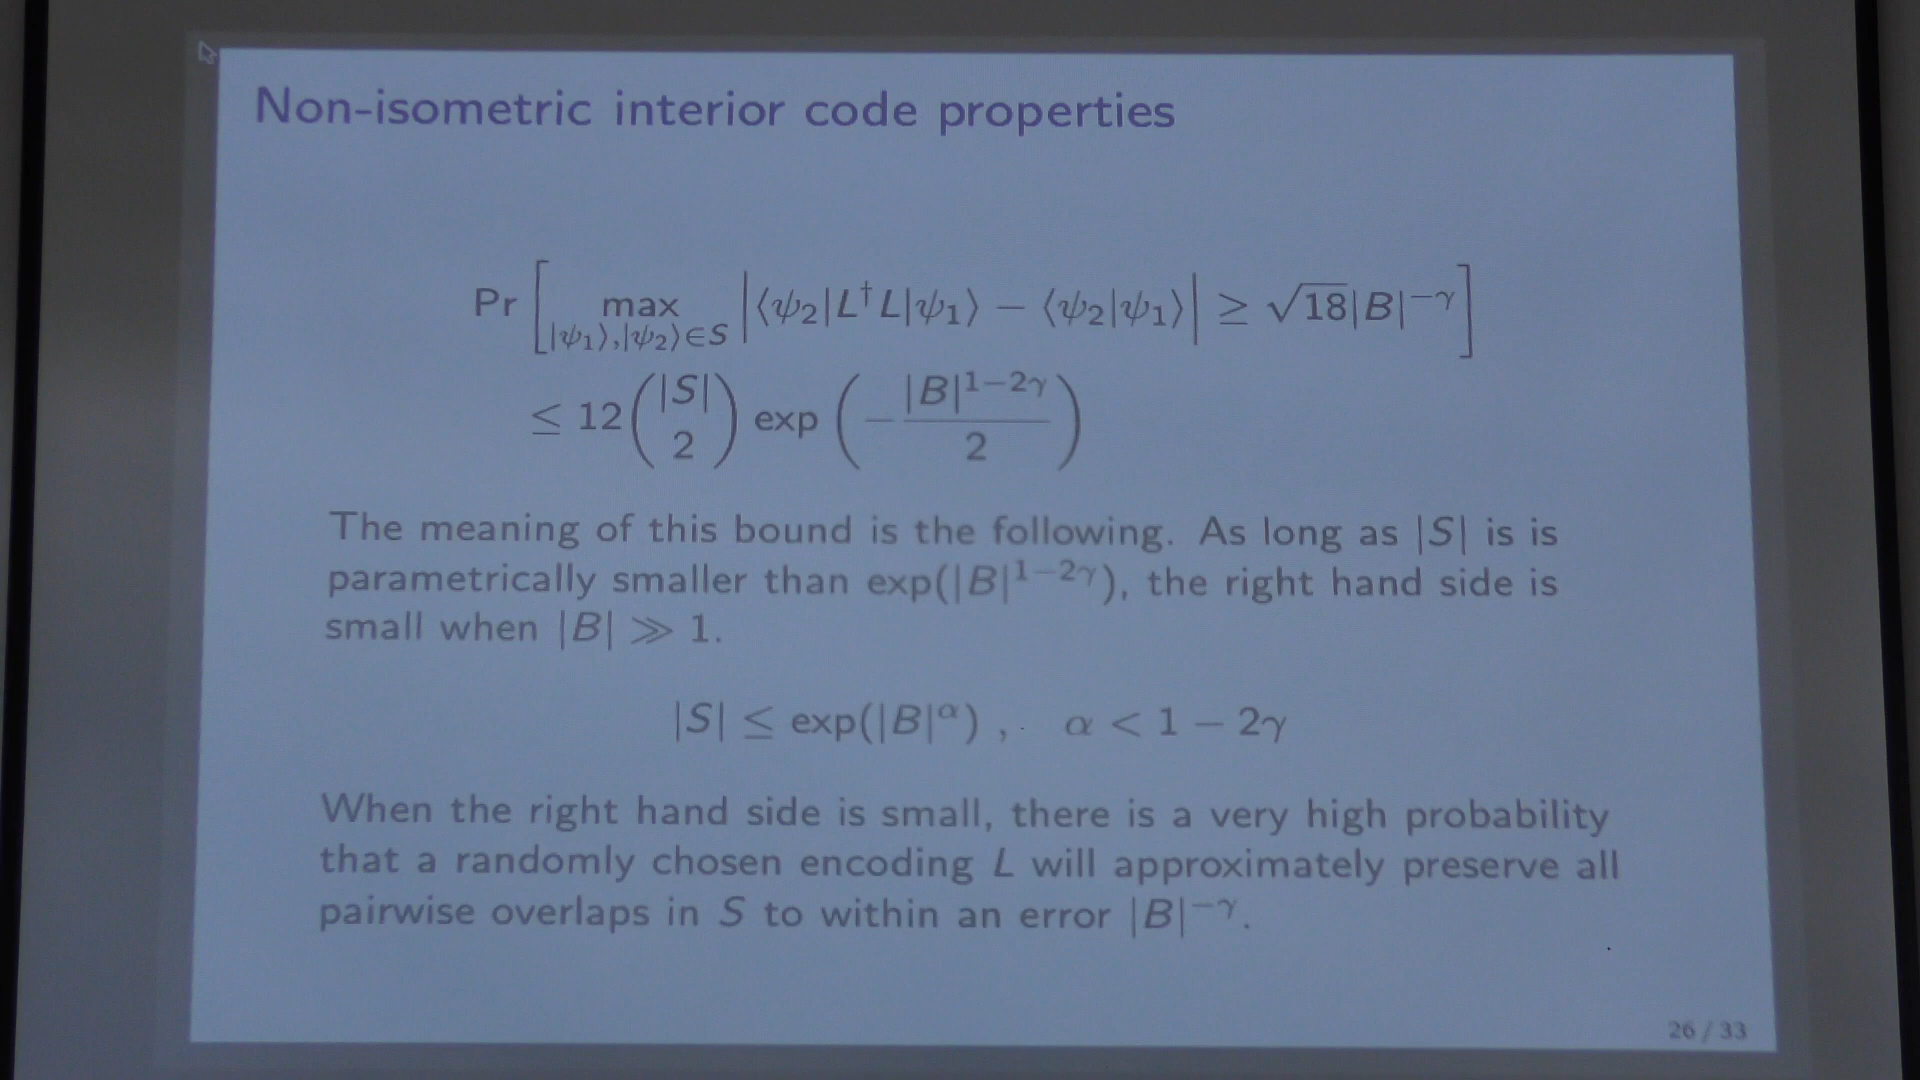 Non-isometric interior code properties
Pr [ max_{|ψ₁⟩,|ψ₂⟩∈S} |⟨ψ₂|L†L|ψ₁⟩ − ⟨ψ₂|ψ₁⟩| ≥ √18|B|^{−γ} ]
≤ 12 (|S| 2) exp ( − |B|^{1−2γ} / 2 )
The meaning of this bound is the following. As long as |S| is is
parametrically smaller than exp(|B|^{1−2γ}), the right hand side is
small when |B| ≫ 1.
|S| ≤ exp(|B|^α) , α < 1 − 2γ
When the right hand side is small, there is a very high probability
that a randomly chosen encoding L will approximately preserve all
pairwise overlaps in S to within an error |B|^{−γ}.
26 / 33